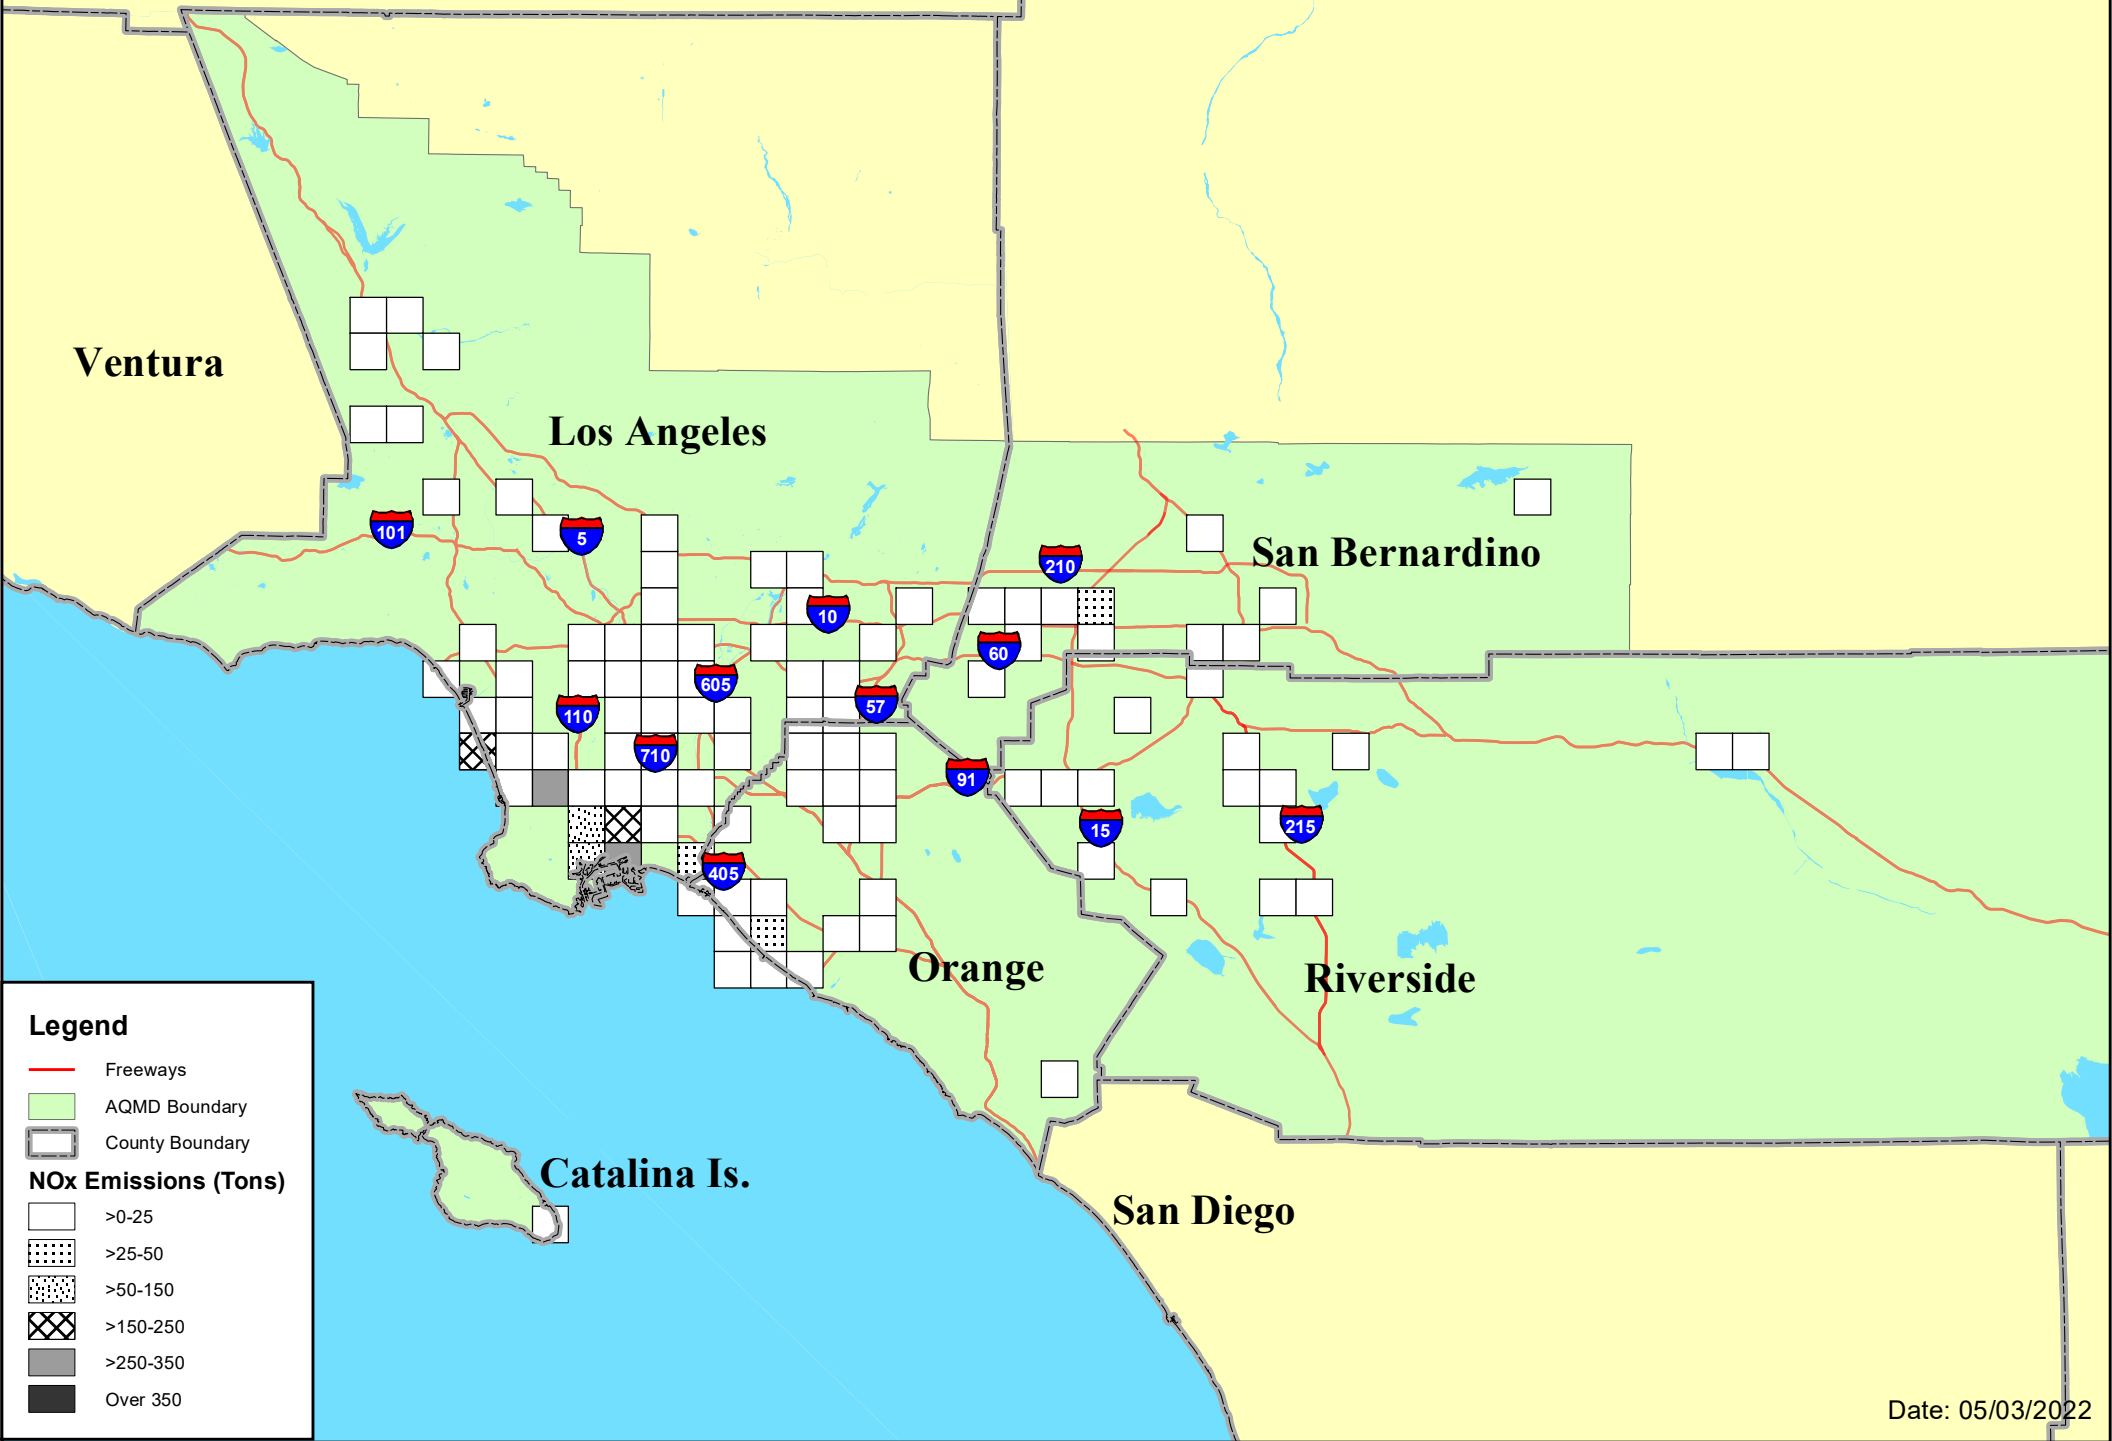 Ventura
Los Angeles
101
5
210
San Bernardino
10
60
605
57
110
710
91
15
215
405
Orange
Riverside
Catalina Is.
San Diego
Legend
Freeways
AQMD Boundary
County Boundary
NOx Emissions (Tons)
>0-25
>25-50
>50-150
>150-250
>250-350
Over 350
Date: 05/03/2022